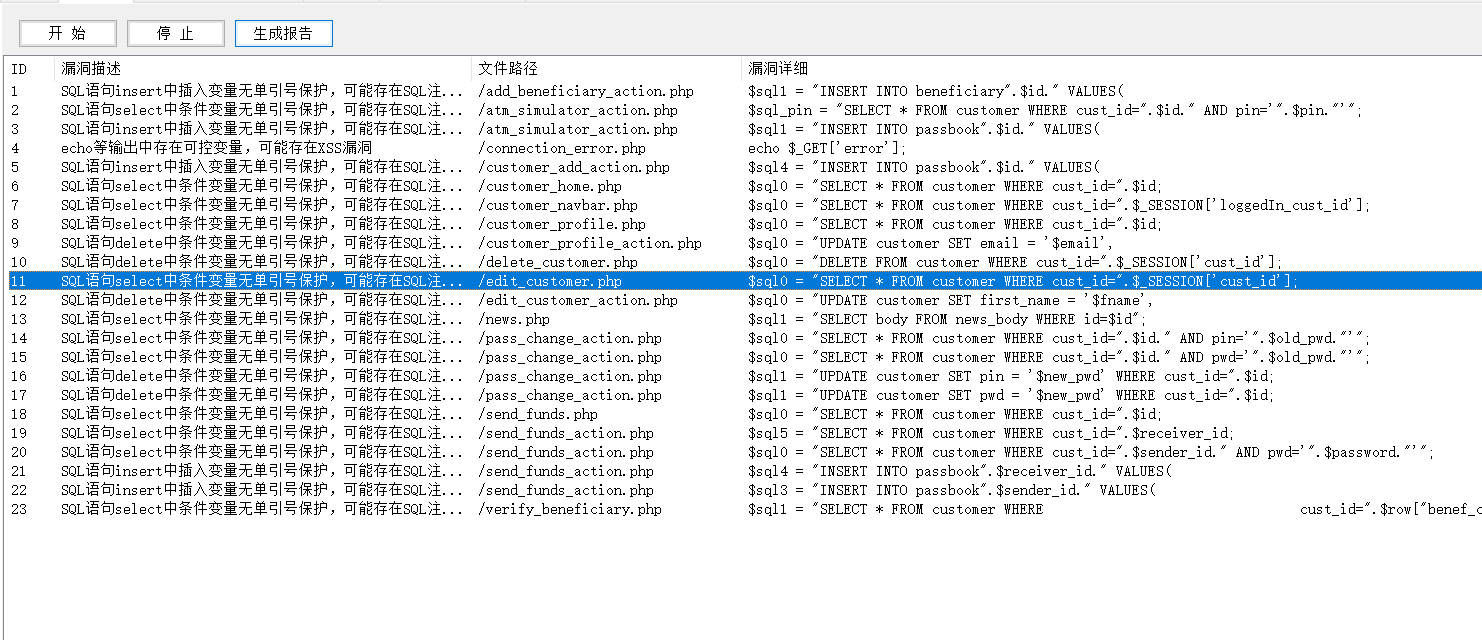 开 始 停 止 生成报告
ID 漏洞描述 文件路径 漏洞详细
1 SQL语句insert中插入变量无单引号保护，可能存在SQL注... /add_beneficiary_action.php $sql1 = "INSERT INTO beneficiary".$id." VALUES(
2 SQL语句select中条件变量无单引号保护，可能存在SQL注... /atm_simulator_action.php $sql_pin = "SELECT * FROM customer WHERE cust_id=".$id." AND pin='".$pin."'";
3 SQL语句insert中插入变量无单引号保护，可能存在SQL注... /atm_simulator_action.php $sql1 = "INSERT INTO passbook".$id." VALUES(
4 echo等输出中存在可控变量，可能存在XSS漏洞 /connection_error.php echo $_GET['error'];
5 SQL语句insert中插入变量无单引号保护，可能存在SQL注... /customer_add_action.php $sql4 = "INSERT INTO passbook".$id." VALUES(
6 SQL语句select中条件变量无单引号保护，可能存在SQL注... /customer_home.php $sql0 = "SELECT * FROM customer WHERE cust_id=".$id;
7 SQL语句select中条件变量无单引号保护，可能存在SQL注... /customer_navbar.php $sql0 = "SELECT * FROM customer WHERE cust_id=".$_SESSION['loggedIn_cust_id'];
8 SQL语句select中条件变量无单引号保护，可能存在SQL注... /customer_profile.php $sql0 = "SELECT * FROM customer WHERE cust_id=".$id;
9 SQL语句delete中条件变量无单引号保护，可能存在SQL注... /customer_profile_action.php $sql0 = "UPDATE customer SET email = '$email',
10 SQL语句delete中条件变量无单引号保护，可能存在SQL注... /delete_customer.php $sql0 = "DELETE FROM customer WHERE cust_id=".$_SESSION['cust_id'];
11 SQL语句select中条件变量无单引号保护，可能存在SQL注... /edit_customer.php $sql0 = "SELECT * FROM customer WHERE cust_id=".$_SESSION['cust_id'];
12 SQL语句delete中条件变量无单引号保护，可能存在SQL注... /edit_customer_action.php $sql0 = "UPDATE customer SET first_name = '$fname',
13 SQL语句select中条件变量无单引号保护，可能存在SQL注... /news.php $sql1 = "SELECT body FROM news_body WHERE id=$id";
14 SQL语句select中条件变量无单引号保护，可能存在SQL注... /pass_change_action.php $sql0 = "SELECT * FROM customer WHERE cust_id=".$id." AND pin='".$old_pwd."'";
15 SQL语句select中条件变量无单引号保护，可能存在SQL注... /pass_change_action.php $sql0 = "SELECT * FROM customer WHERE cust_id=".$id." AND pwd='".$old_pwd."'";
16 SQL语句delete中条件变量无单引号保护，可能存在SQL注... /pass_change_action.php $sql1 = "UPDATE customer SET pin = '$new_pwd' WHERE cust_id=".$id;
17 SQL语句delete中条件变量无单引号保护，可能存在SQL注... /pass_change_action.php $sql1 = "UPDATE customer SET pwd = '$new_pwd' WHERE cust_id=".$id;
18 SQL语句select中条件变量无单引号保护，可能存在SQL注... /send_funds.php $sql0 = "SELECT * FROM customer WHERE cust_id=".$id;
19 SQL语句select中条件变量无单引号保护，可能存在SQL注... /send_funds_action.php $sql5 = "SELECT * FROM customer WHERE cust_id=".$receiver_id;
20 SQL语句select中条件变量无单引号保护，可能存在SQL注... /send_funds_action.php $sql0 = "SELECT * FROM customer WHERE cust_id=".$sender_id." AND pwd='".$password."'";
21 SQL语句insert中插入变量无单引号保护，可能存在SQL注... /send_funds_action.php $sql4 = "INSERT INTO passbook".$receiver_id." VALUES(
22 SQL语句insert中插入变量无单引号保护，可能存在SQL注... /send_funds_action.php $sql3 = "INSERT INTO passbook".$sender_id." VALUES(
23 SQL语句select中条件变量无单引号保护，可能存在SQL注... /verify_beneficiary.php $sql1 = "SELECT * FROM customer WHERE cust_id=".$row["benef_c